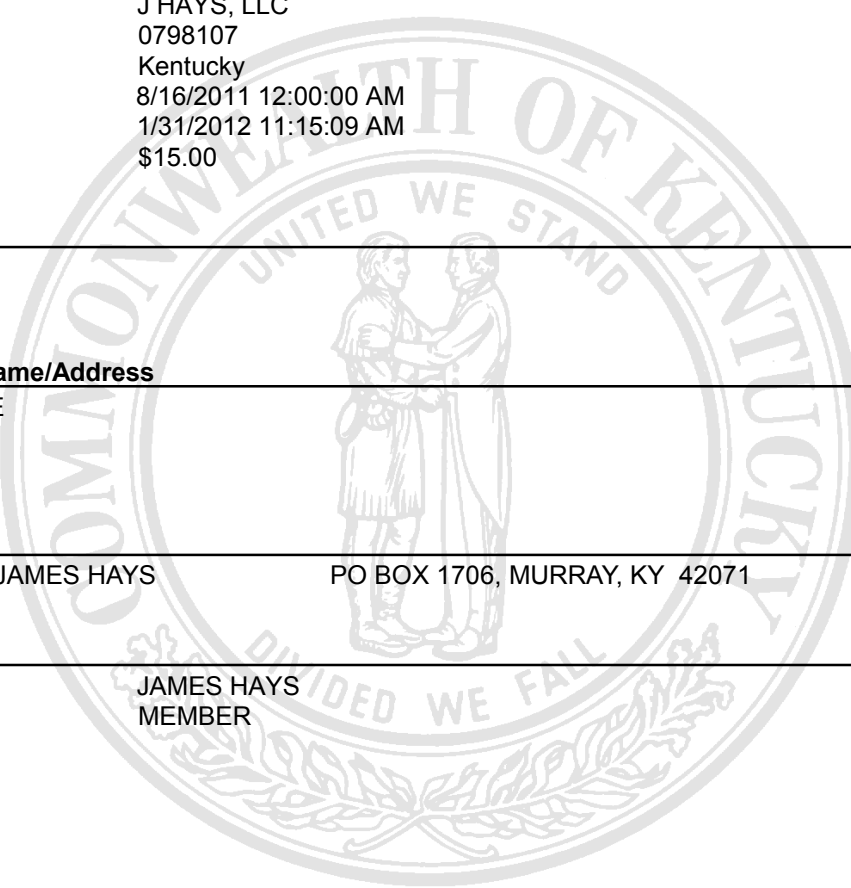 J HAYS, LLC
0798107
Kentucky
8/16/2011 12:00:00 AM
1/31/2012 11:15:09 AM
$15.00
COMMONWEALTH OF KENTUCKY
UNITED WE STAND
ame/Address
E
JAMES HAYS PO BOX 1706, MURRAY, KY 42071
DIVIDED WE FALL
JAMES HAYS
MEMBER